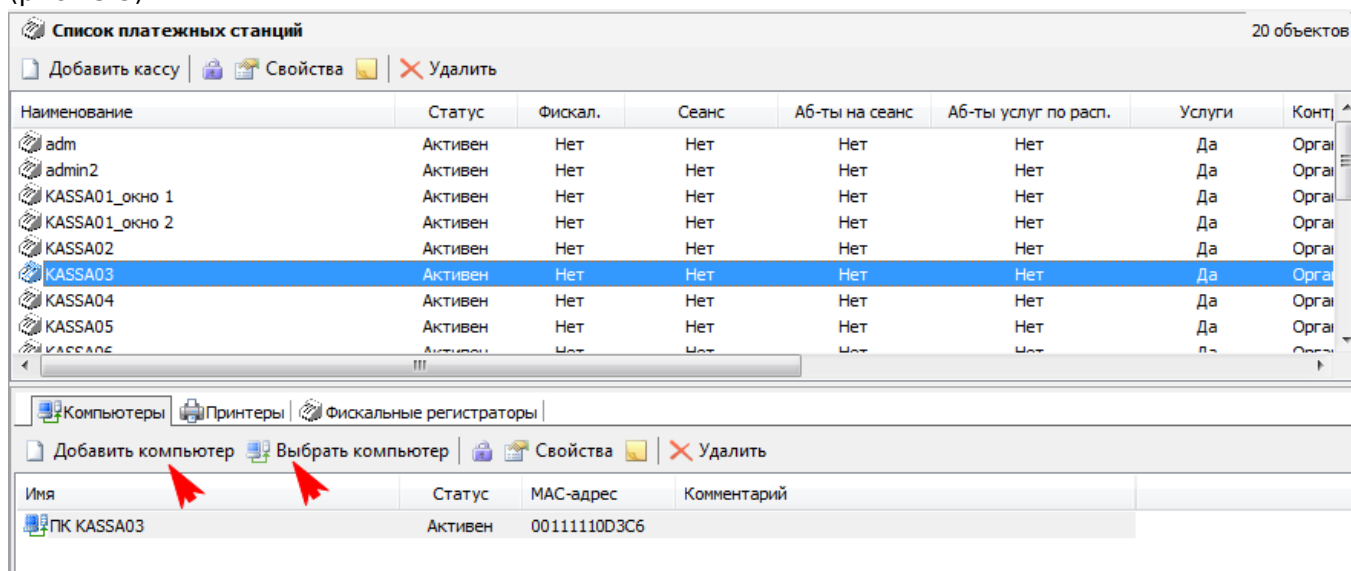 Список платежных станций 20 объектов
Добавить кассу Свойства Удалить
Наименование Статус Фискал. Сеанс Аб-ты на сеанс Аб-ты услуг по расп. Услуги
adm Активен Нет Нет Нет Нет Да
admin2 Активен Нет Нет Нет Нет Да
KASSA01_окно 1 Активен Нет Нет Нет Нет Да
KASSA01_окно 2 Активен Нет Нет Нет Нет Да
KASSA02 Активен Нет Нет Нет Нет Да
KASSA03 Активен Нет Нет Нет Нет Да
KASSA04 Активен Нет Нет Нет Нет Да
KASSA05 Активен Нет Нет Нет Нет Да
Компьютеры Принтеры Фискальные регистраторы
Добавить компьютер Выбрать компьютер Свойства Удалить
Имя Статус MAC-адрес Комментарий
ПК KASSA03 Активен 00111110D3C6